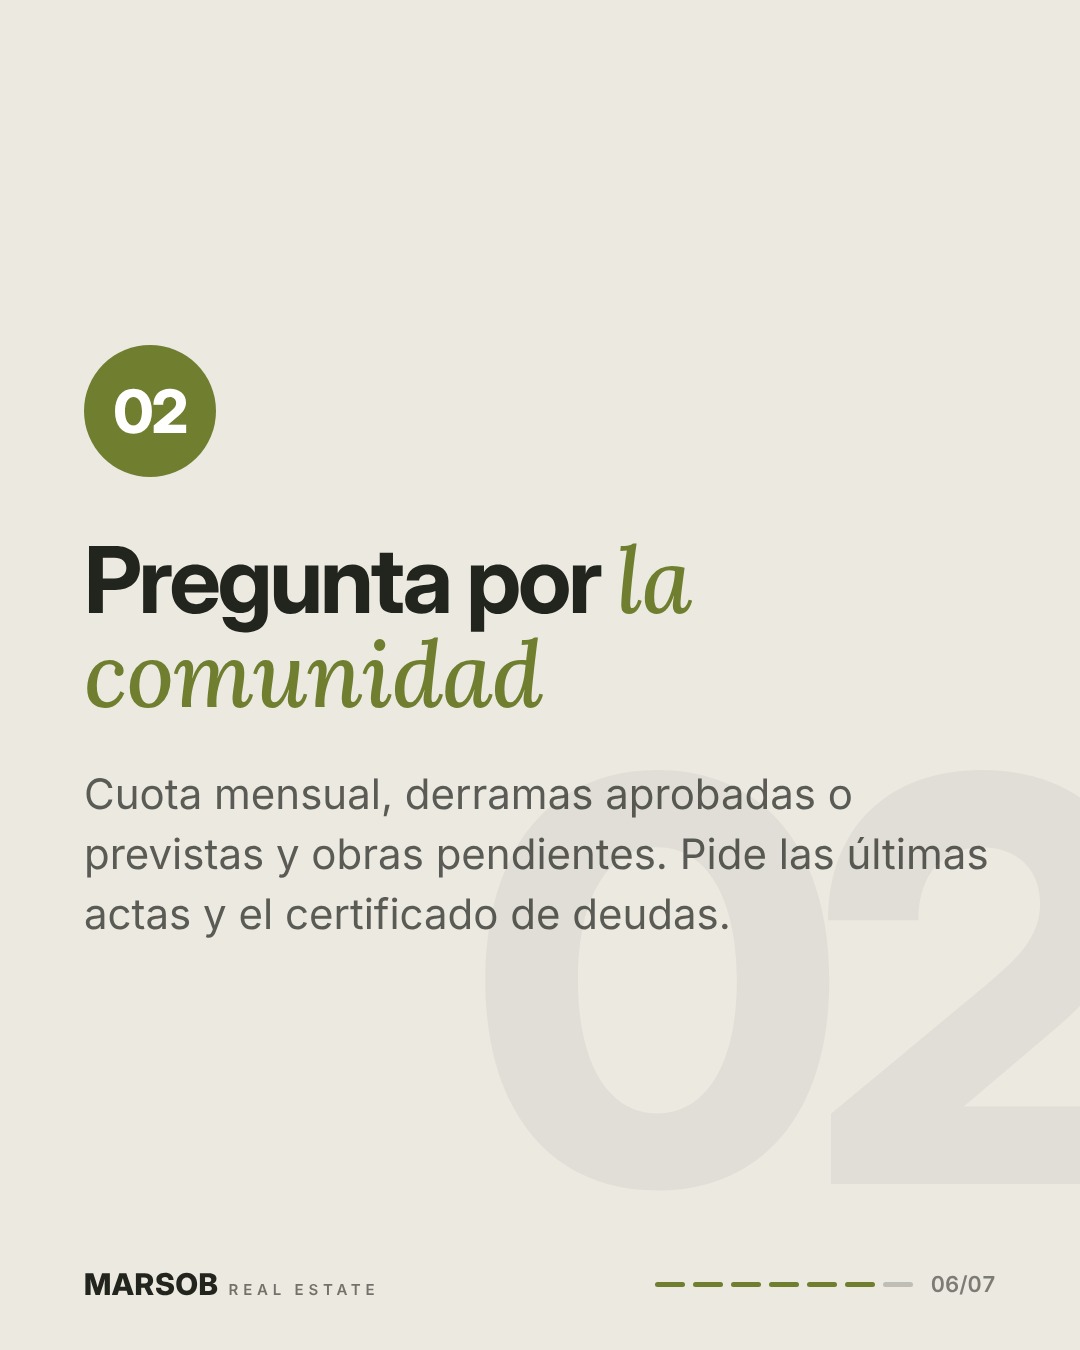 02
Pregunta por la
comunidad
Cuota mensual, derramas aprobadas o
previstas y obras pendientes. Pide las últimas
actas y el certificado de deudas.
02
MARSOB REAL ESTATE
06/07